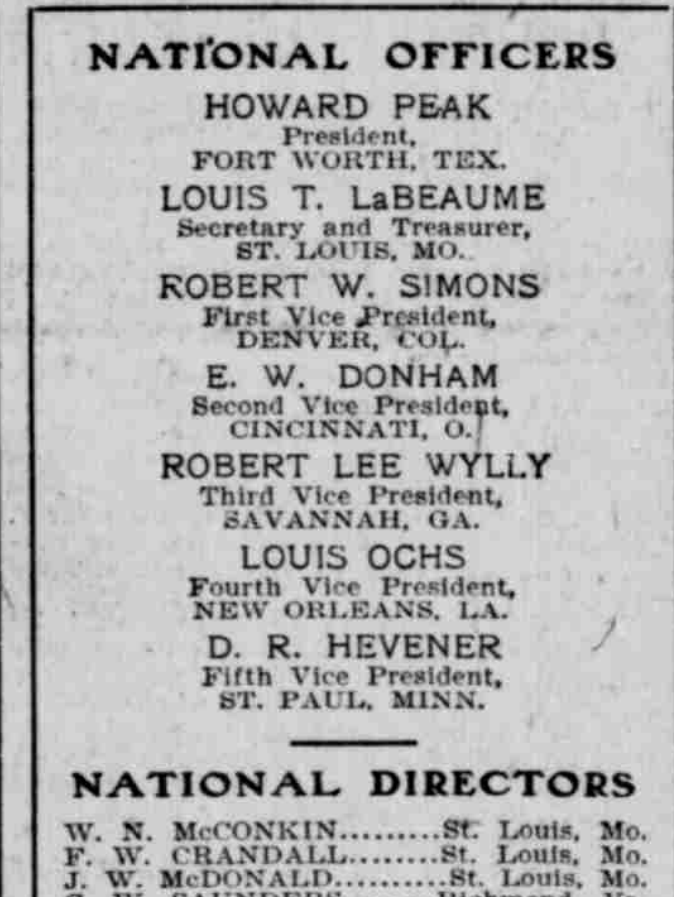 NATIONAL OFFICERS
HOWARD PEAK
President,
FORT WORTH, TEX.
LOUIS T. LaBEAUME
Secretary and Treasurer,
ST. LOUIS, MO.
ROBERT W. SIMONS
First Vice President,
DENVER, COL.
E. W. DONHAM
Second Vice President,
CINCINNATI, O.
ROBERT LEE WYLLY
Third Vice President,
SAVANNAH, GA.
LOUIS OCHS
Fourth Vice President,
NEW ORLEANS, LA.
D. R. HEVENER
Fifth Vice President,
ST. PAUL, MINN.
NATIONAL DIRECTORS
W. N. McCONKIN.........St. Louis, Mo.
F. W. CRANDALL........St. Louis, Mo.
J. W. McDONALD..........St. Louis, Mo.